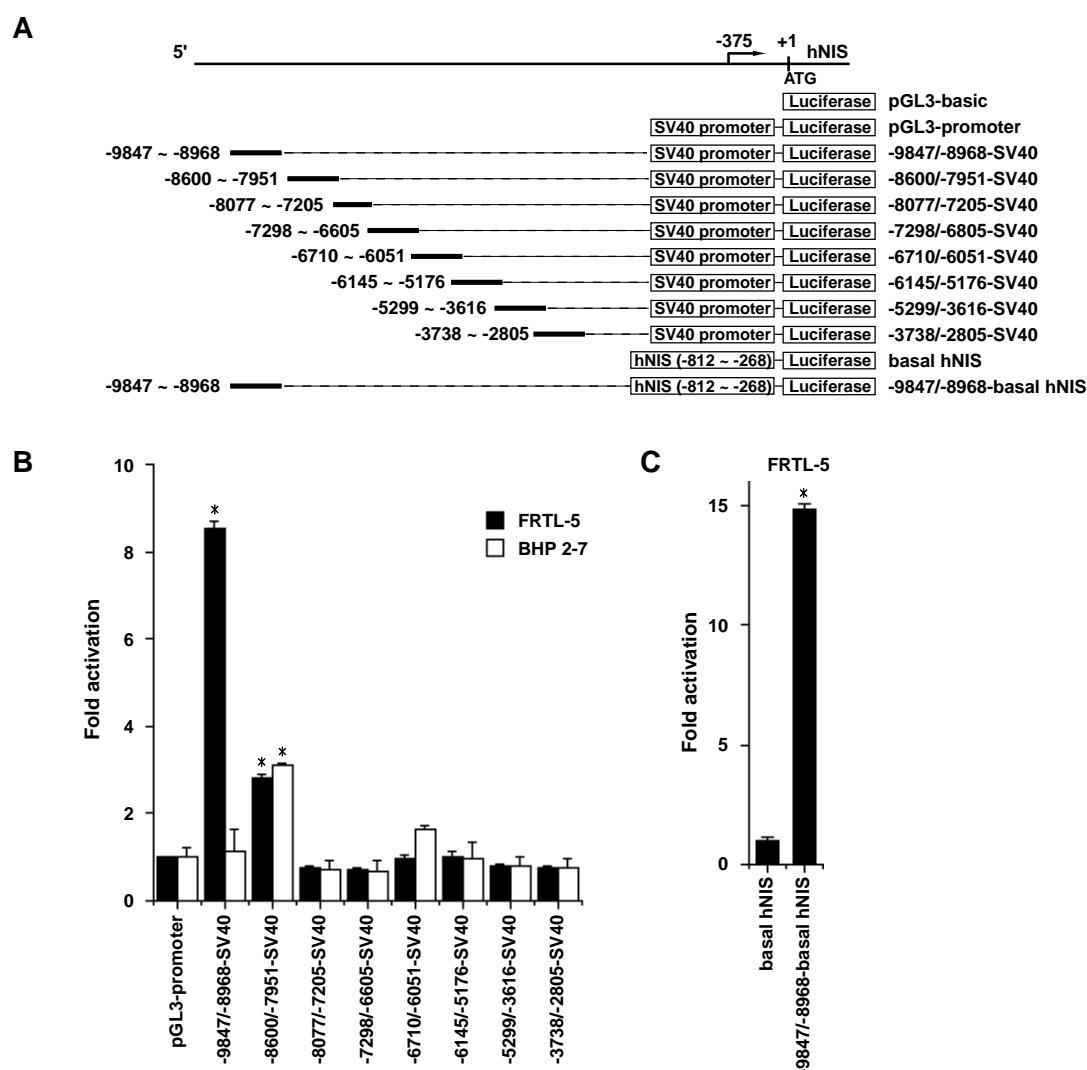 A
5'
-375
+1
hNIS
ATG
Luciferase pGL3-basic
SV40 promoter Luciferase pGL3-promoter
-9847 ~ -8968 SV40 promoter Luciferase -9847/-8968-SV40
-8600 ~ -7951 SV40 promoter Luciferase -8600/-7951-SV40
-8077 ~ -7205 SV40 promoter Luciferase -8077/-7205-SV40
-7298 ~ -6605 SV40 promoter Luciferase -7298/-6805-SV40
-6710 ~ -6051 SV40 promoter Luciferase -6710/-6051-SV40
-6145 ~ -5176 SV40 promoter Luciferase -6145/-5176-SV40
-5299 ~ -3616 SV40 promoter Luciferase -5299/-3616-SV40
-3738 ~ -2805 SV40 promoter Luciferase -3738/-2805-SV40
hNIS (-812 ~ -268) Luciferase basal hNIS
-9847 ~ -8968 hNIS (-812 ~ -268) Luciferase -9847/-8968-basal hNIS
B
Fold activation
10
8
6
4
2
0
*
*
*
FRTL-5
BHP 2-7
pGL3-promoter
-9847/-8968-SV40
-8600/-7951-SV40
-8077/-7205-SV40
-7298/-6605-SV40
-6710/-6051-SV40
-6145/-5176-SV40
-5299/-3616-SV40
-3738/-2805-SV40
C
FRTL-5
Fold activation
15
10
5
0
*
basal hNIS
-9847/-8968-basal hNIS